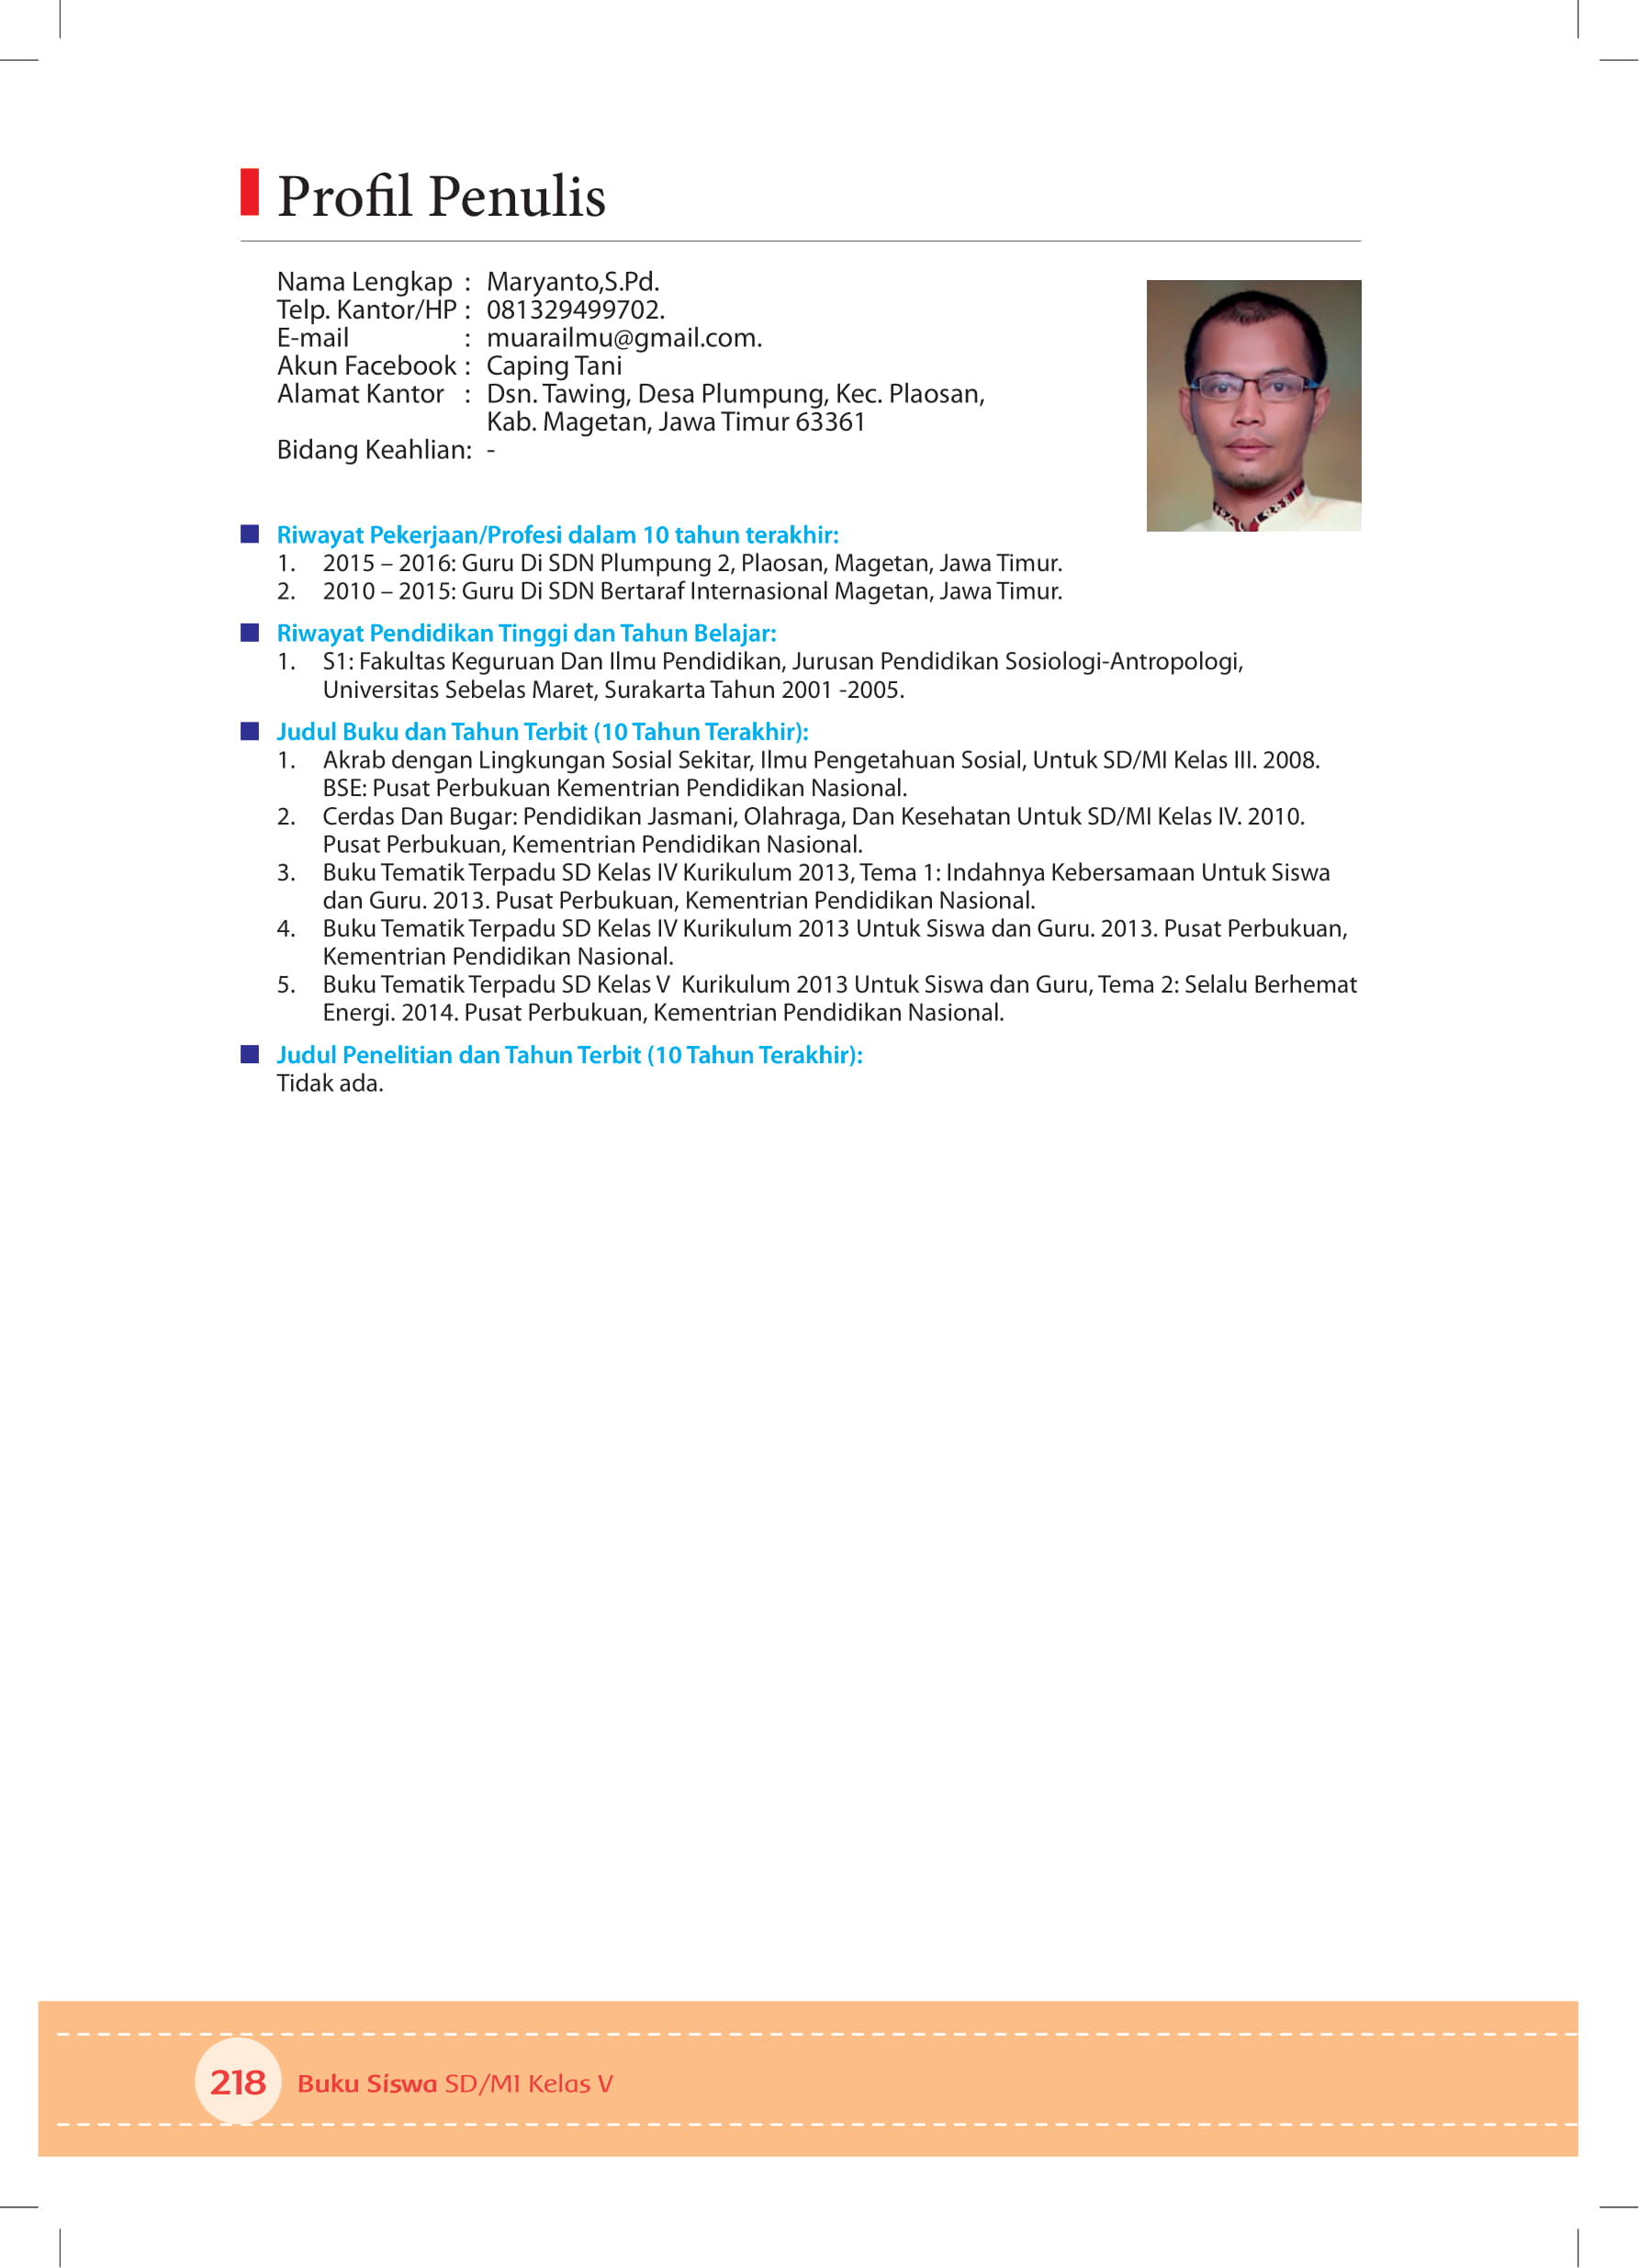 Profil Penulis
Nama Lengkap : Maryanto,S.Pd.
Telp. Kantor/HP : 081329499702.
E-mail : muarailmu@gmail.com.
Akun Facebook : Caping Tani
Alamat Kantor : Dsn. Tawing, Desa Plumpung, Kec. Plaosan,
Kab. Magetan, Jawa Timur 63361
Bidang Keahlian: -
Riwayat Pekerjaan/Profesi dalam 10 tahun terakhir:
1. 2015 – 2016: Guru Di SDN Plumpung 2, Plaosan, Magetan, Jawa Timur.
2. 2010 – 2015: Guru Di SDN Bertaraf Internasional Magetan, Jawa Timur.
Riwayat Pendidikan Tinggi dan Tahun Belajar:
1. S1: Fakultas Keguruan Dan Ilmu Pendidikan, Jurusan Pendidikan Sosiologi-Antropologi,
Universitas Sebelas Maret, Surakarta Tahun 2001 -2005.
Judul Buku dan Tahun Terbit (10 Tahun Terakhir):
1. Akrab dengan Lingkungan Sosial Sekitar, Ilmu Pengetahuan Sosial, Untuk SD/MI Kelas III. 2008.
BSE: Pusat Perbukuan Kementrian Pendidikan Nasional.
2. Cerdas Dan Bugar: Pendidikan Jasmani, Olahraga, Dan Kesehatan Untuk SD/MI Kelas IV. 2010.
Pusat Perbukuan, Kementrian Pendidikan Nasional.
3. Buku Tematik Terpadu SD Kelas IV Kurikulum 2013, Tema 1: Indahnya Kebersamaan Untuk Siswa
dan Guru. 2013. Pusat Perbukuan, Kementrian Pendidikan Nasional.
4. Buku Tematik Terpadu SD Kelas IV Kurikulum 2013 Untuk Siswa dan Guru. 2013. Pusat Perbukuan,
Kementrian Pendidikan Nasional.
5. Buku Tematik Terpadu SD Kelas V Kurikulum 2013 Untuk Siswa dan Guru, Tema 2: Selalu Berhemat
Energi. 2014. Pusat Perbukuan, Kementrian Pendidikan Nasional.
Judul Penelitian dan Tahun Terbit (10 Tahun Terakhir):
Tidak ada.
218 Buku Siswa SD/MI Kelas V